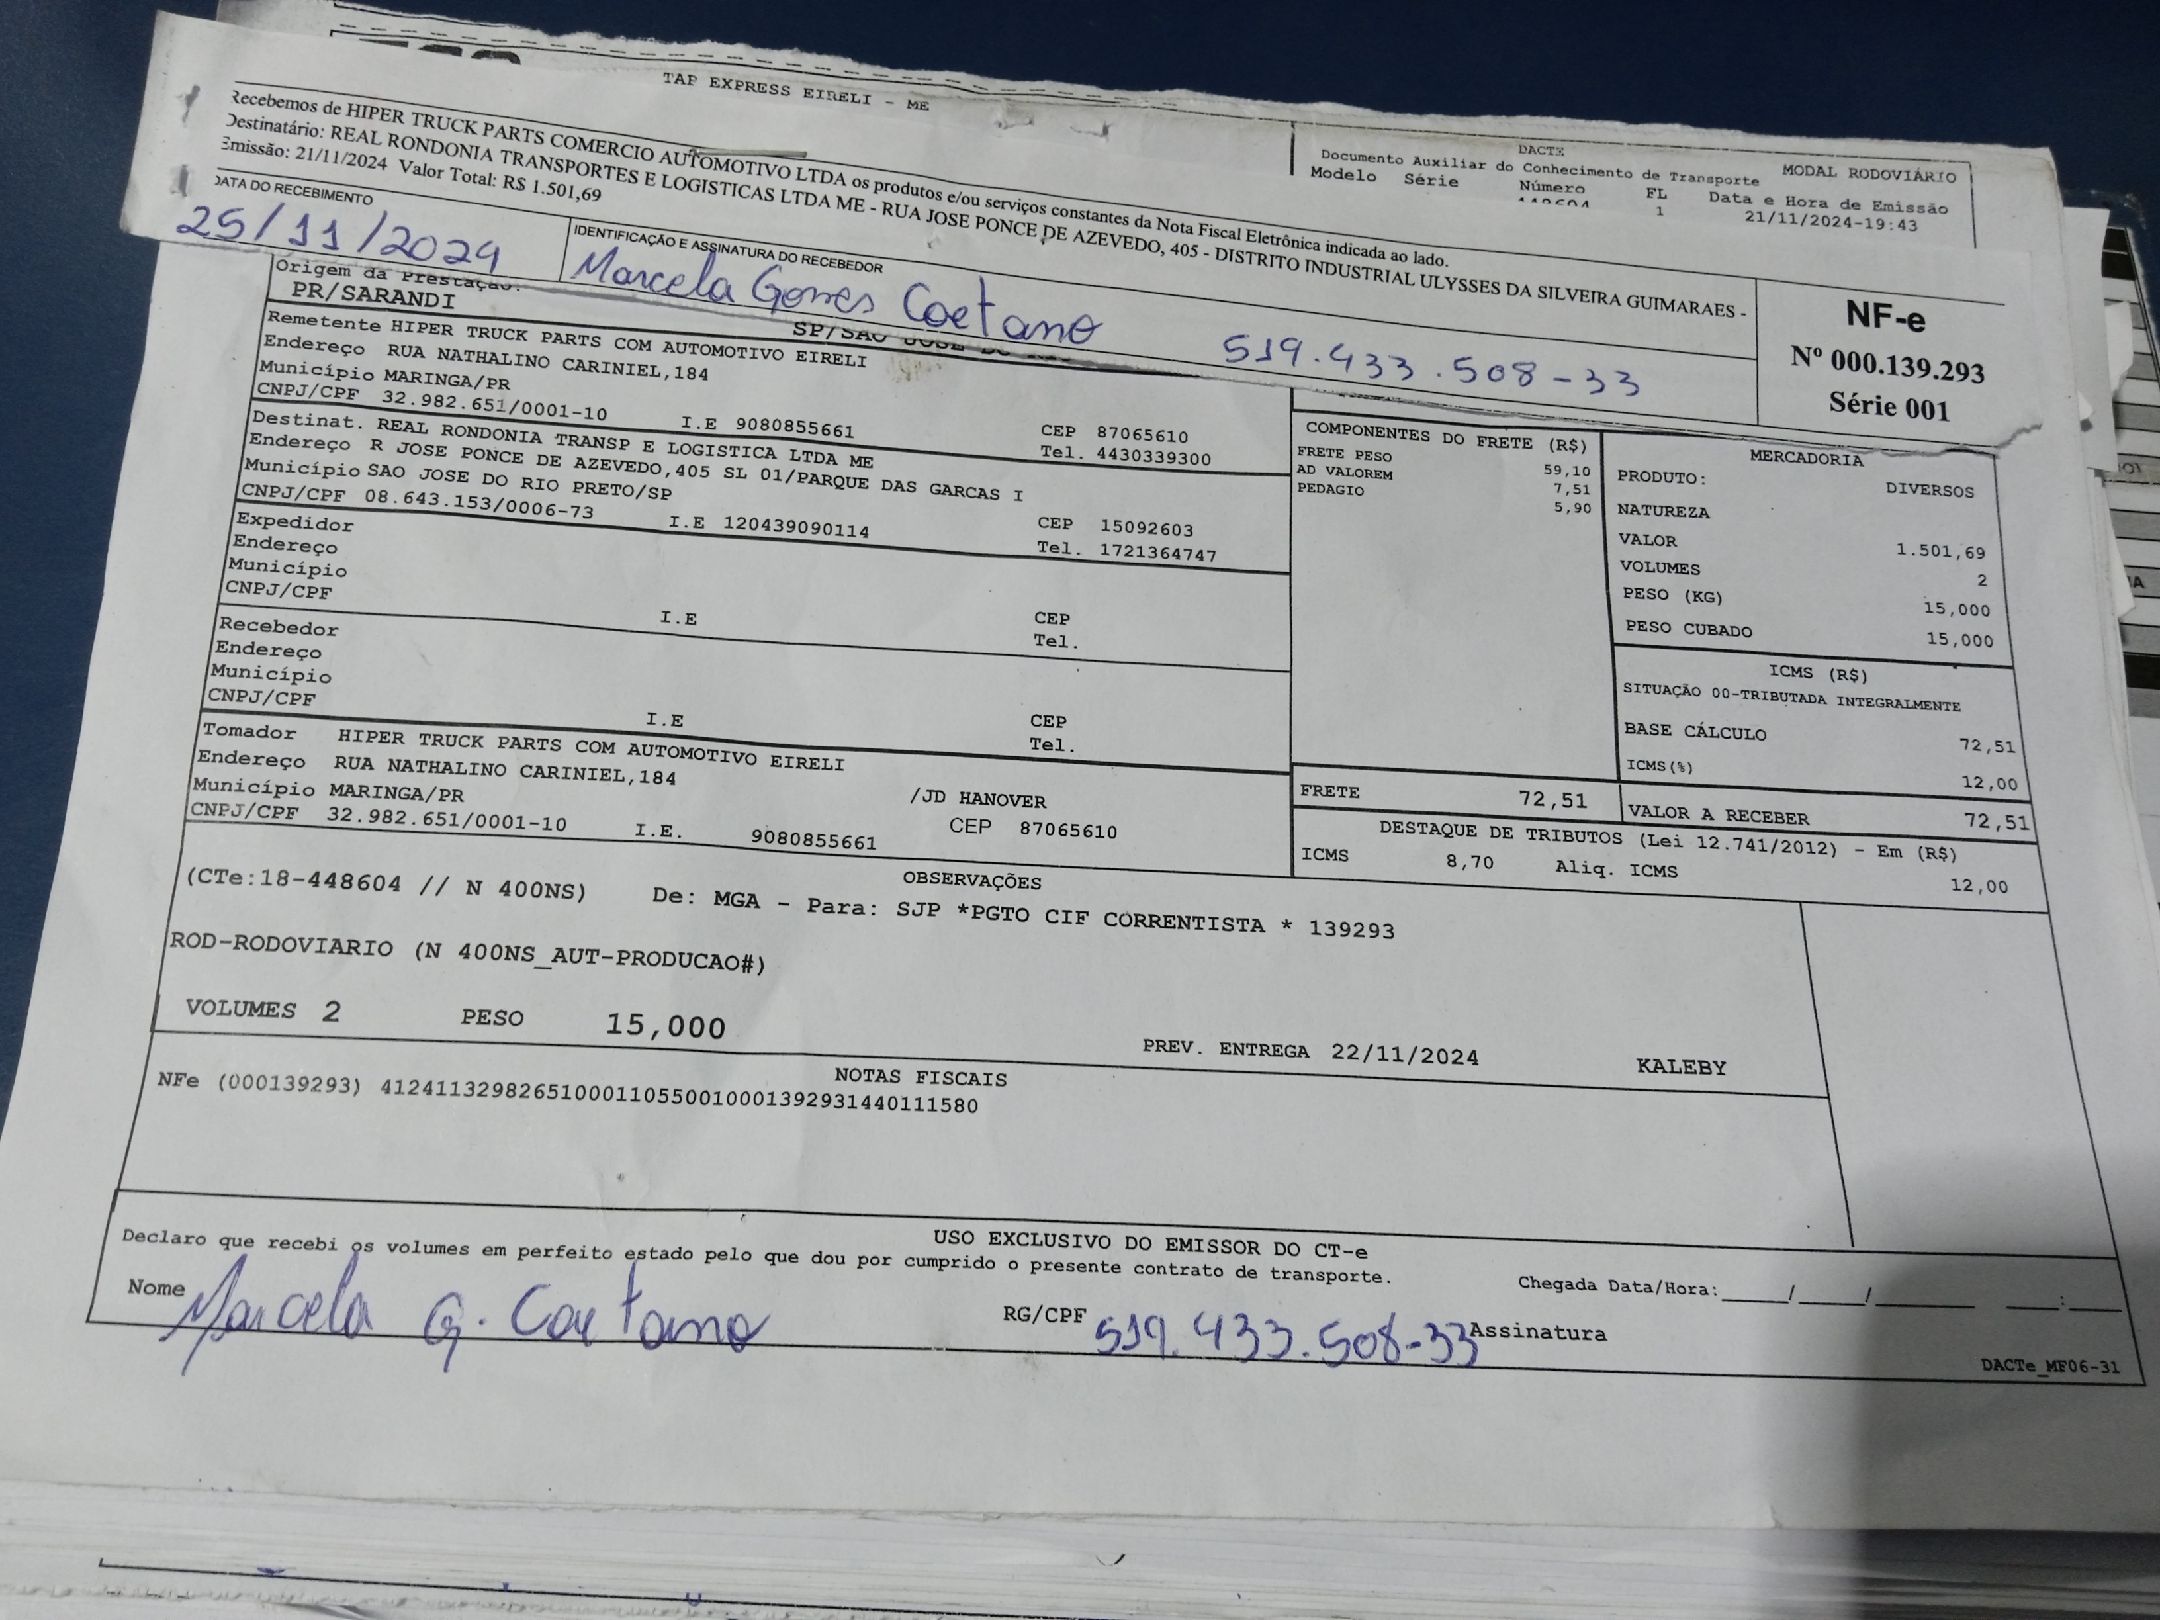 TAP EXPRESS EIRELI - ME
DACTE
Documento Auxiliar do Conhecimento de Transporte
MODAL RODOVIÁRIO
Modelo Série Número FL Data e Hora de Emissão
1 21/11/2024-19:43
Recebemos de HIPER TRUCK PARTS COMERCIO AUTOMOTIVO LTDA os produtos e/ou serviços constantes da Nota Fiscal Eletrônica indicada ao lado.
Destinatário: REAL RONDONIA TRANSPORTES E LOGISTICAS LTDA ME - RUA JOSE PONCE DE AZEVEDO, 405 - DISTRITO INDUSTRIAL ULYSSES DA SILVEIRA GUIMARAES -
Emissão: 21/11/2024 Valor Total: R$ 1.501,69
DATA DO RECEBIMENTO
25/11/2024
IDENTIFICAÇÃO E ASSINATURA DO RECEBEDOR
Marcela Gomes Caetano 519.433.508-33
NF-e
Nº 000.139.293
Série 001
Origem da Prestação:
PR/SARANDI
SP/SAO JOSE DO
Remetente HIPER TRUCK PARTS COM AUTOMOTIVO EIRELI
Endereço RUA NATHALINO CARINIEL,184
Município MARINGA/PR CEP 87065610
CNPJ/CPF 32.982.651/0001-10 I.E 9080855661 Tel. 4430339300
Destinat. REAL RONDONIA TRANSP E LOGISTICA LTDA ME
Endereço R JOSE PONCE DE AZEVEDO,405 SL 01/PARQUE DAS GARCAS I
Município SAO JOSE DO RIO PRETO/SP CEP 15092603
CNPJ/CPF 08.643.153/0006-73 I.E 120439090114 Tel. 1721364747
Expedidor
Endereço
Município CEP
CNPJ/CPF I.E Tel.
Recebedor
Endereço
Município CEP
CNPJ/CPF I.E Tel.
Tomador HIPER TRUCK PARTS COM AUTOMOTIVO EIRELI
Endereço RUA NATHALINO CARINIEL,184 /JD HANOVER
Município MARINGA/PR CEP 87065610
CNPJ/CPF 32.982.651/0001-10 I.E. 9080855661
COMPONENTES DO FRETE (R$)
FRETE PESO 59,10
AD VALOREM 7,51
PEDAGIO 5,90
MERCADORIA
PRODUTO: DIVERSOS
NATUREZA
VALOR 1.501,69
VOLUMES 2
PESO (KG) 15,000
PESO CUBADO 15,000
ICMS (R$)
SITUAÇÃO 00-TRIBUTADA INTEGRALMENTE
BASE CÁLCULO 72,51
ICMS(%) 12,00
FRETE 72,51 VALOR A RECEBER 72,51
DESTAQUE DE TRIBUTOS (Lei 12.741/2012) - Em (R$)
ICMS 8,70 Aliq. ICMS 12,00
OBSERVAÇÕES
(CTe:18-448604 // N 400NS) De: MGA - Para: SJP *PGTO CIF CORRENTISTA * 139293
ROD-RODOVIARIO (N 400NS_AUT-PRODUCAO#)
VOLUMES 2 PESO 15,000 PREV. ENTREGA 22/11/2024 KALEBY
NOTAS FISCAIS
NFe (000139293) 41241132982651000110550010001392931440111580
USO EXCLUSIVO DO EMISSOR DO CT-e
Declaro que recebi os volumes em perfeito estado pelo que dou por cumprido o presente contrato de transporte.
Chegada Data/Hora:_____/_____/________ ____:____
Nome Marcela G. Caetano RG/CPF 519.433.508-33 Assinatura
DACTe_MF06-31